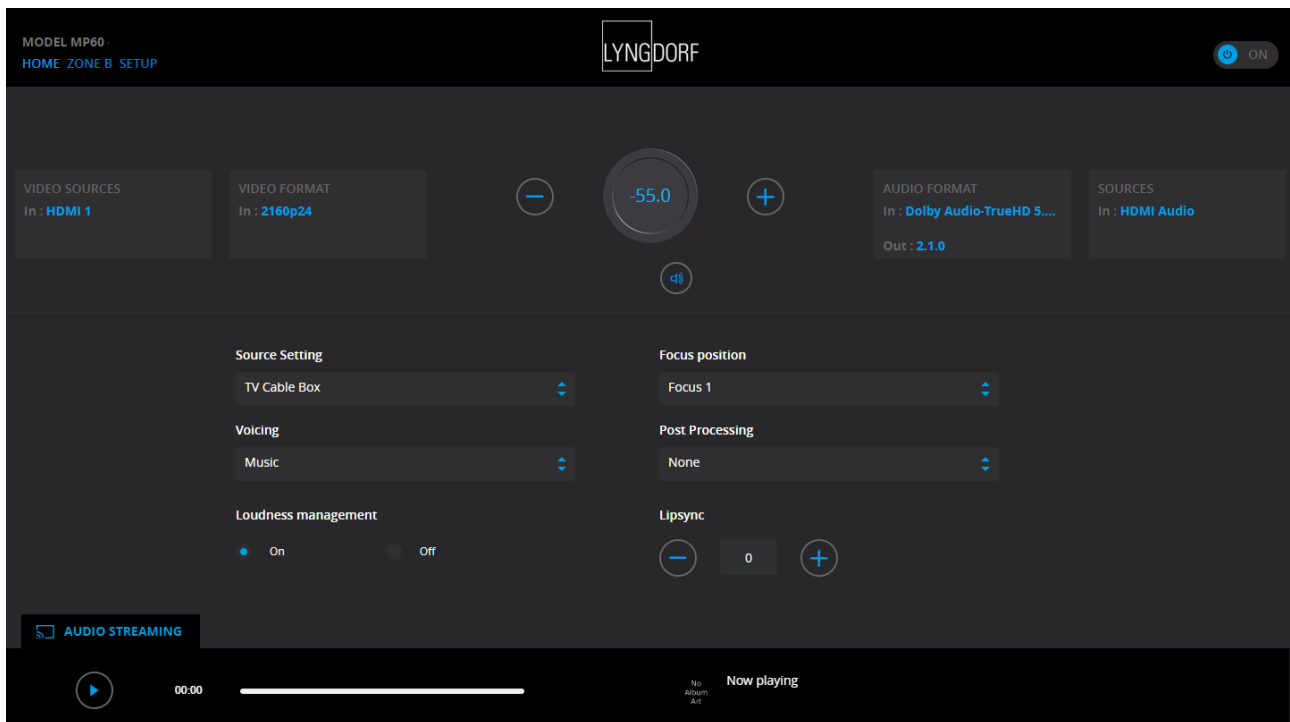 MODEL MP60
HOME ZONE B SETUP
LYNGDORF
ON
VIDEO SOURCES
In : HDMI 1
VIDEO FORMAT
In : 2160p24
-55.0
AUDIO FORMAT
In : Dolby Audio-TrueHD 5....
Out : 2.1.0
SOURCES
In : HDMI Audio
Source Setting
TV Cable Box
Focus position
Focus 1
Voicing
Music
Post Processing
None
Loudness management
On Off
Lipsync
0
AUDIO STREAMING
00:00
No
Album
Art
Now playing